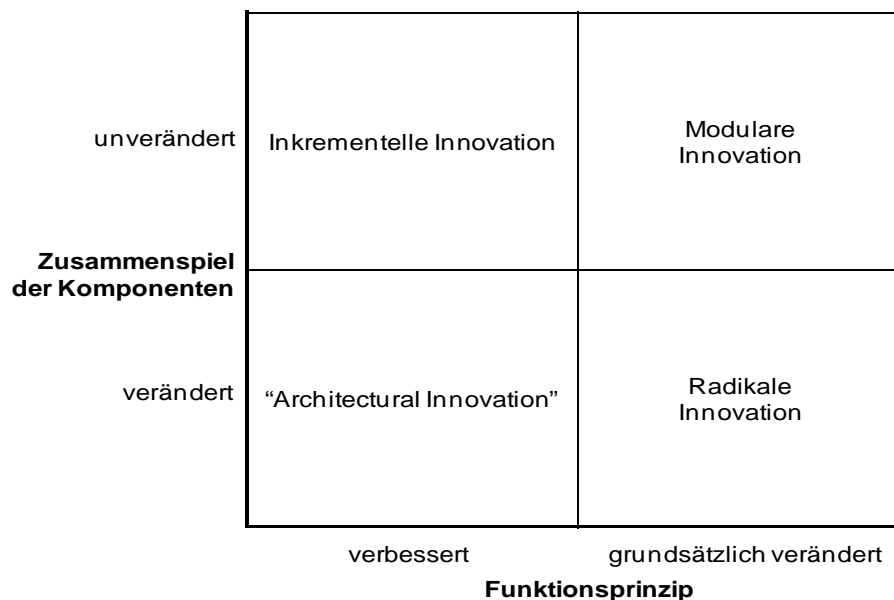 unverändert
Inkrementelle Innovation
Modulare
Innovation
Zusammenspiel
der Komponenten
verändert
“Architectural Innovation”
Radikale
Innovation
verbessert
grundsätzlich verändert
Funktionsprinzip